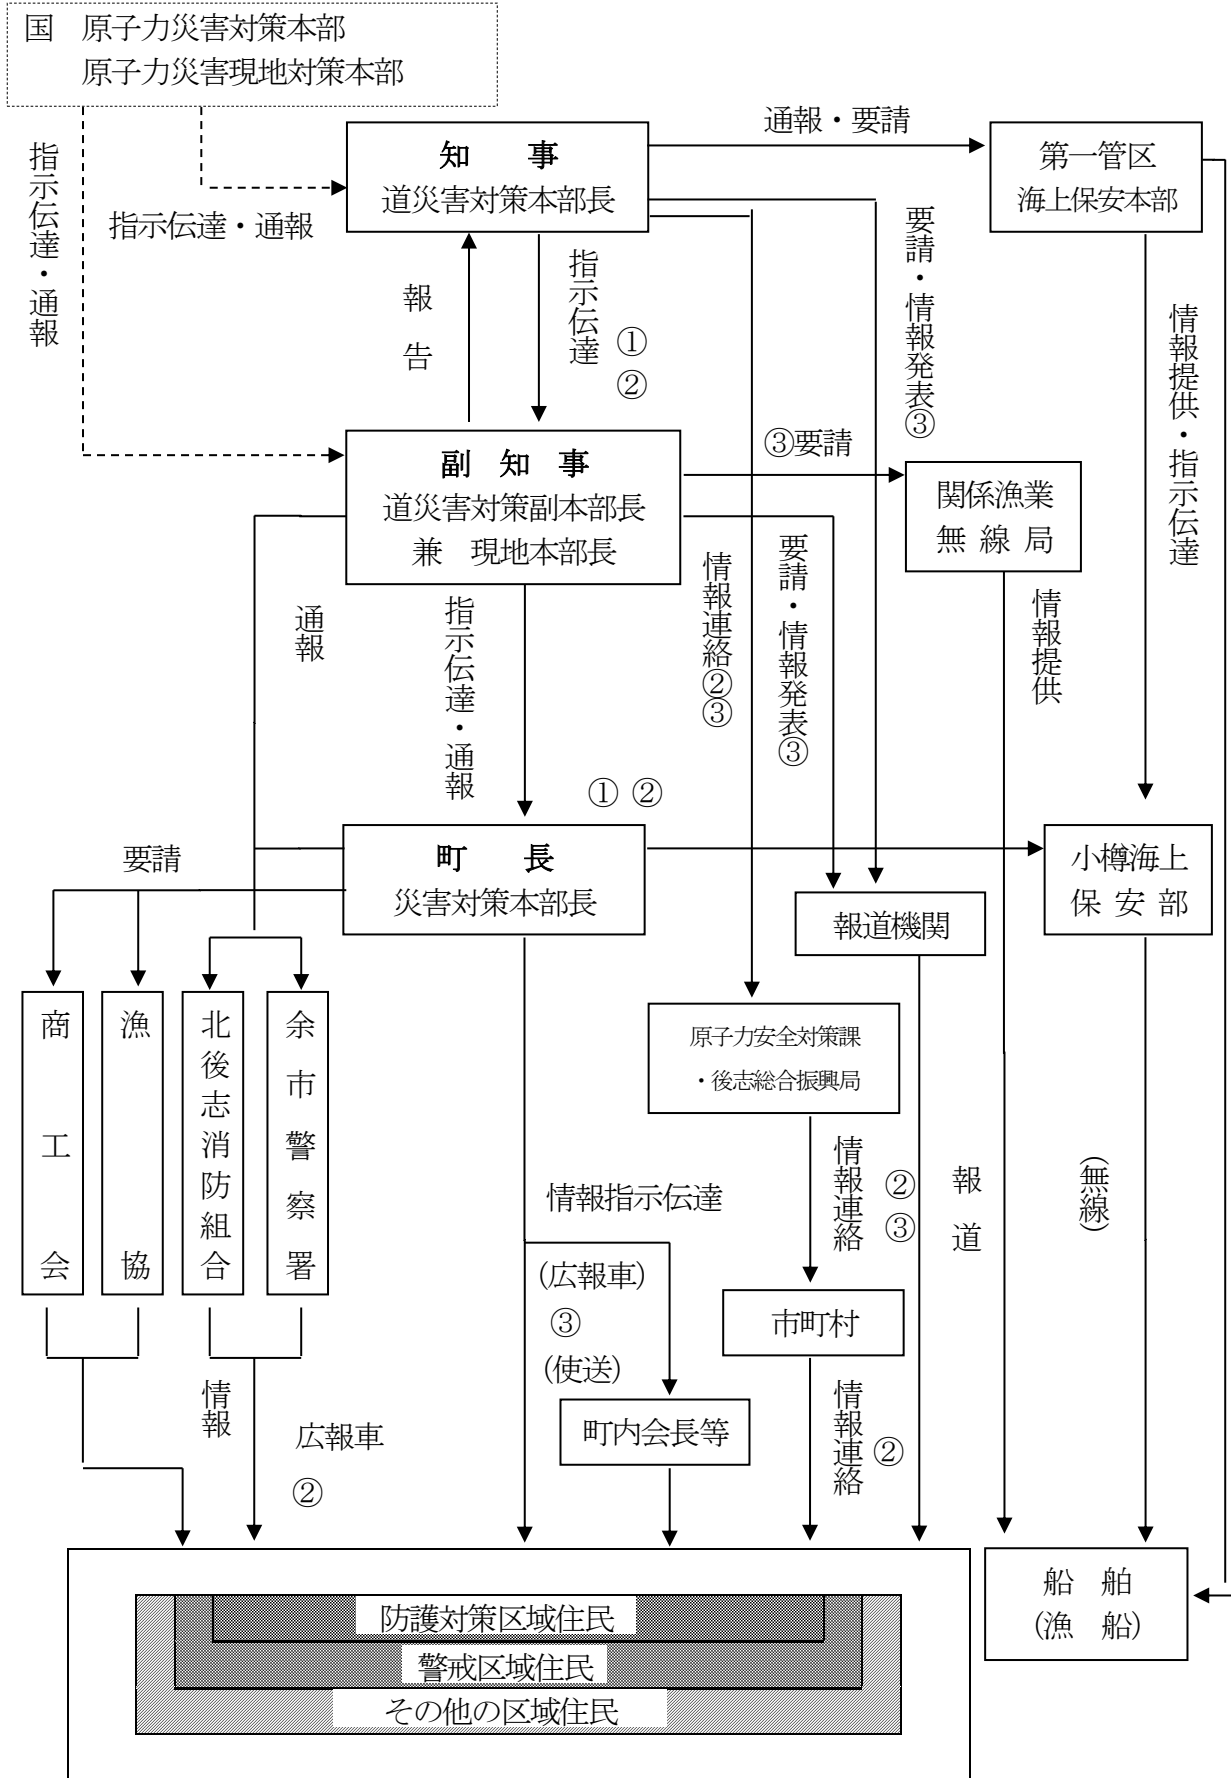 国　原子力災害対策本部
原子力災害現地対策本部
指示伝達・通報
指示伝達・通報
知　事
道災害対策本部長
通報・要請
第一管区
海上保安本部
報告
指示伝達
①
②
要請・情報発表③
情報提供・指示伝達
副　知　事
道災害対策副本部長
兼　現地本部長
③要請
関係漁業
無線局
通報
指示伝達・通報
情報連絡②③
要請・情報発表③
情報提供
① ②
要請
町　長
災害対策本部長
報道機関
小樽海上
保安部
商工会
漁協
北後志消防組合
余市警察署
原子力安全対策課
・後志総合振興局
情報指示伝達
(広報車)
③
(使送)
情報連絡
②
③
報道
(無線)
市町村
町内会長等
情報連絡②
情報
広報車
②
船　舶
(漁　船)
防護対策区域住民
警戒区域住民
その他の区域住民